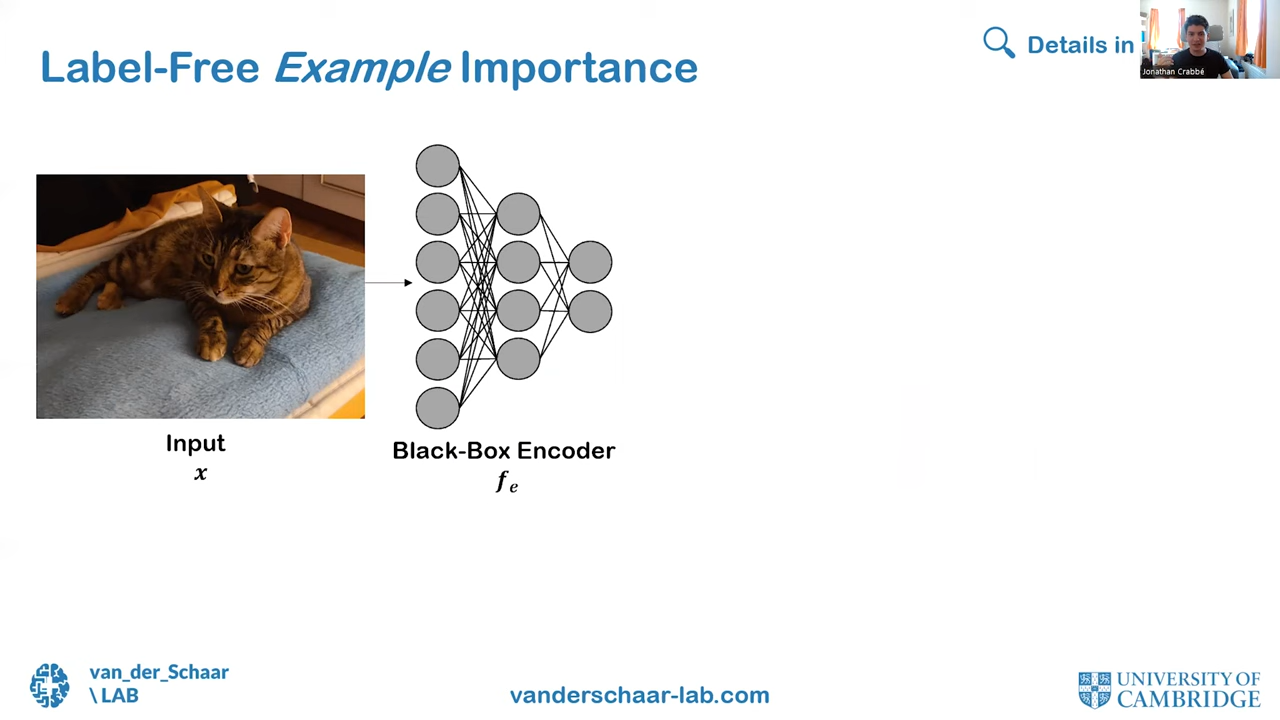 Label-Free Example Importance
Details in
Jonathan Crabbé
Input
x
Black-Box Encoder
fe
van_der_Schaar
\ LAB
vanderschaar-lab.com
UNIVERSITY OF
CAMBRIDGE